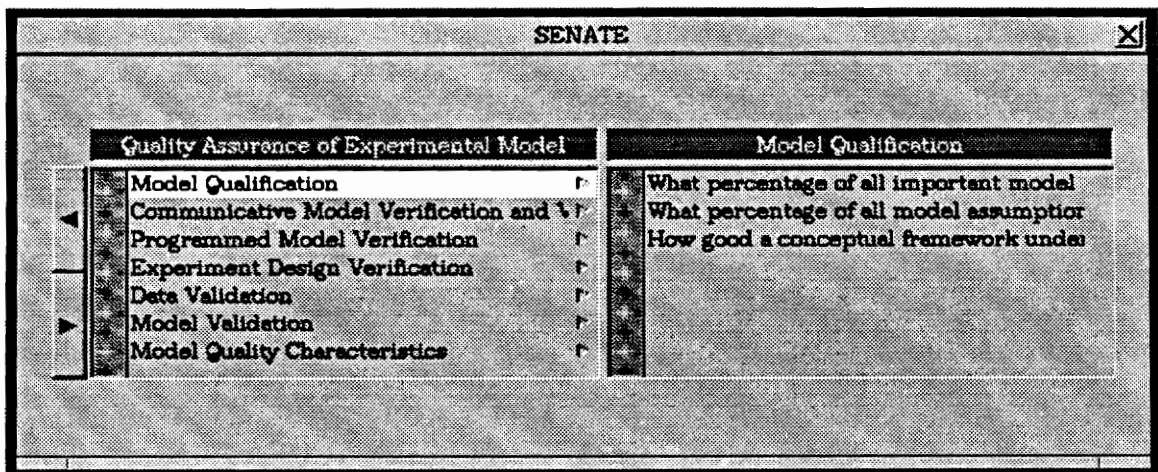 SENATE
Quality Assurance of Experimental Model
Model Qualification
Communicative Model Verification and V
Programmed Model Verification
Experiment Design Verification
Data Validation
Model Validation
Model Quality Characteristics
Model Qualification
What percentage of all important model
What percentage of all model assumption
How good a conceptual framework under